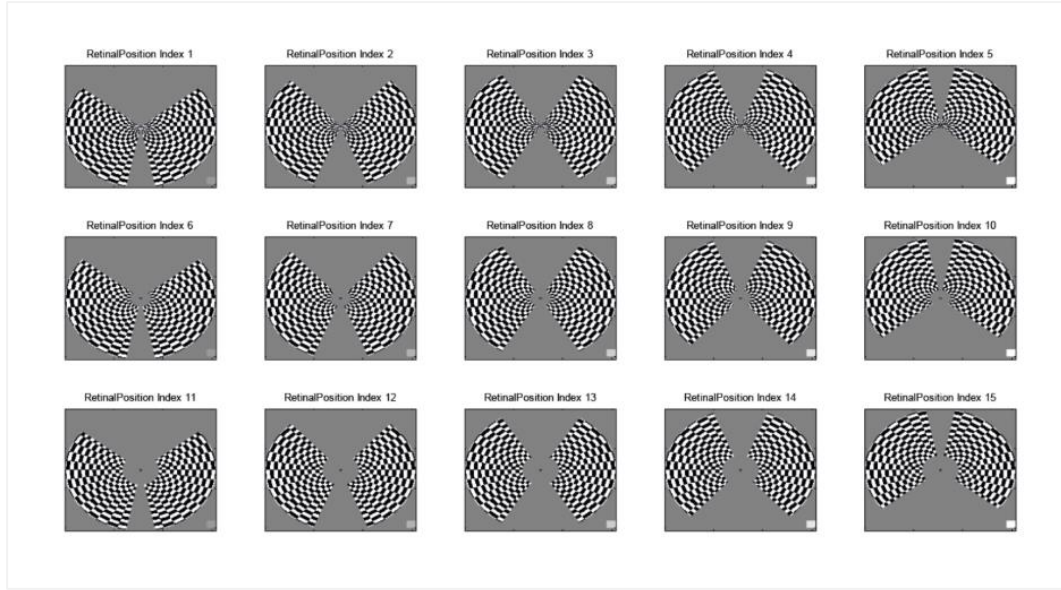 RetinalPosition Index 1
RetinalPosition Index 2
RetinalPosition Index 3
RetinalPosition Index 4
RetinalPosition Index 5
RetinalPosition Index 6
RetinalPosition Index 7
RetinalPosition Index 8
RetinalPosition Index 9
RetinalPosition Index 10
RetinalPosition Index 11
RetinalPosition Index 12
RetinalPosition Index 13
RetinalPosition Index 14
RetinalPosition Index 15